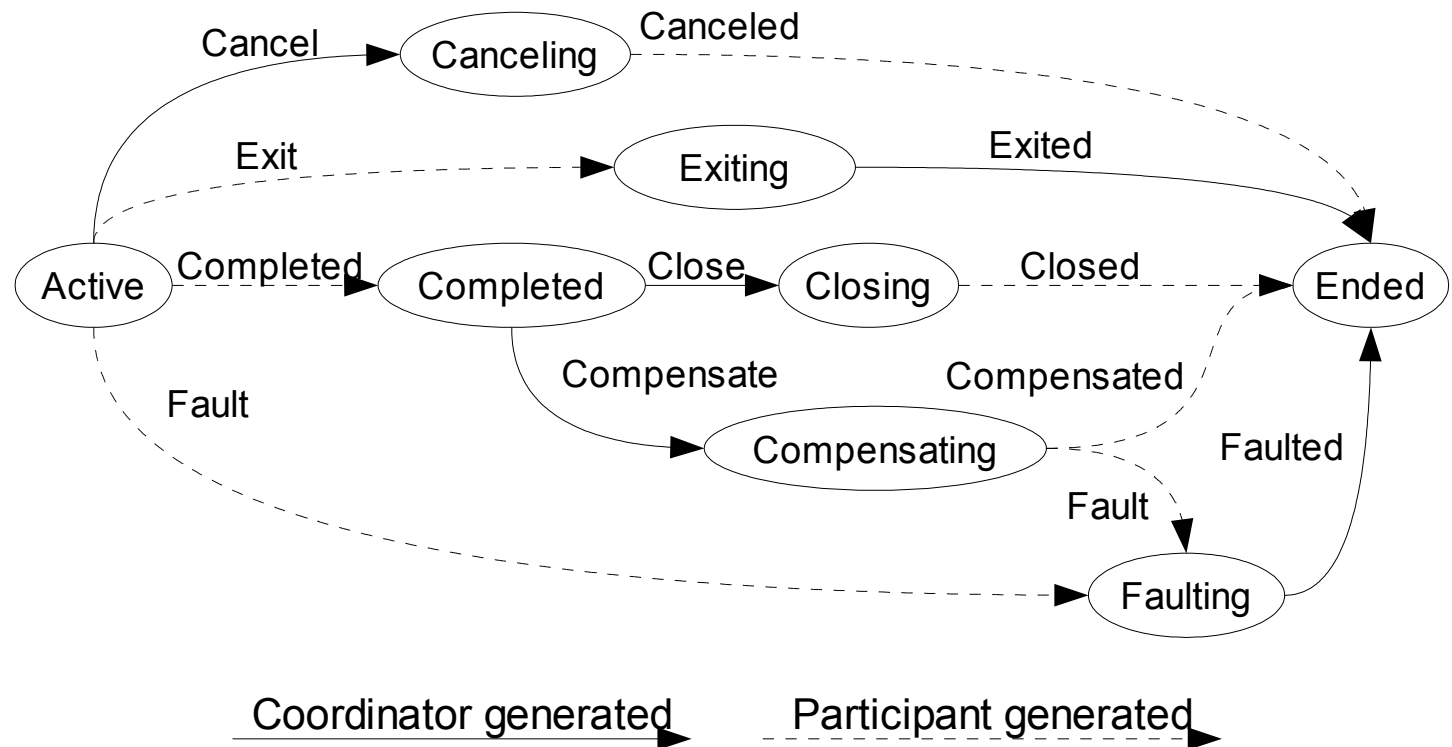 Cancel
Canceling
Canceled
Exit
Exiting
Exited
Active
Completed
Completed
Close
Closing
Closed
Ended
Compensate
Compensated
Fault
Compensating
Faulted
Fault
Faulting
Coordinator generated
Participant generated